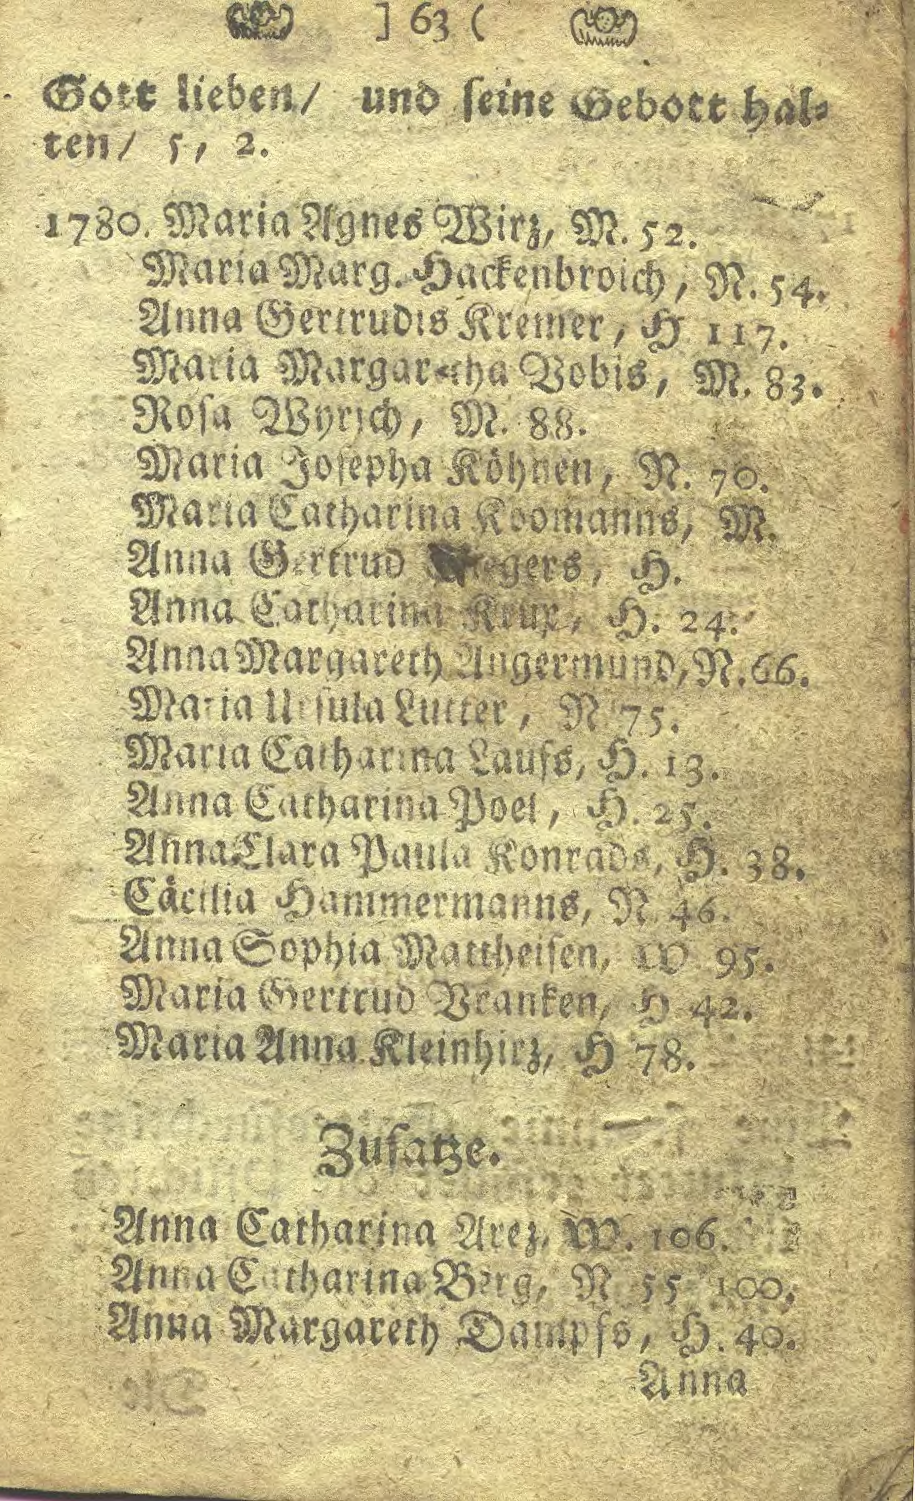 ] 63 (
Gott lieben/ und ſeine Gebott hal⸗
ten/ 5, 2.
1780. Maria Agnes Wirz, M. 52.
Maria Marg. Hackenbroich, N. 54.
Anna Gertrudis Kremer, H 117.
Maria Margaretha Vobis, M. 83.
Roſa Wyrich, M. 88.
Maria Joſepha Köhnen, N. 70.
Maria Catharina Koomanns, M.
Anna Gertrud H.
Anna Catharina Krux, H. 24.
Anna Margareth Angermund, N. 66.
Maria Urſula Lutter, N 75.
Maria Catharina Laufs, H. 13.
Anna Catharina Poel, H. 25.
Anna Clara Paula Konrads, H. 38.
Cäcilia Hammermanns, N 46.
Anna Sophia Mattheiſen, W 95.
Maria Gertrud Vranken, H 42.
Maria Anna Kleinhirz, H 78.
Zuſatze.
Anna Catharina Arez, W. 106.
Anna Catharina Berg, N 55 100,
Anna Margareth Dampfs, H. 40.
Anna